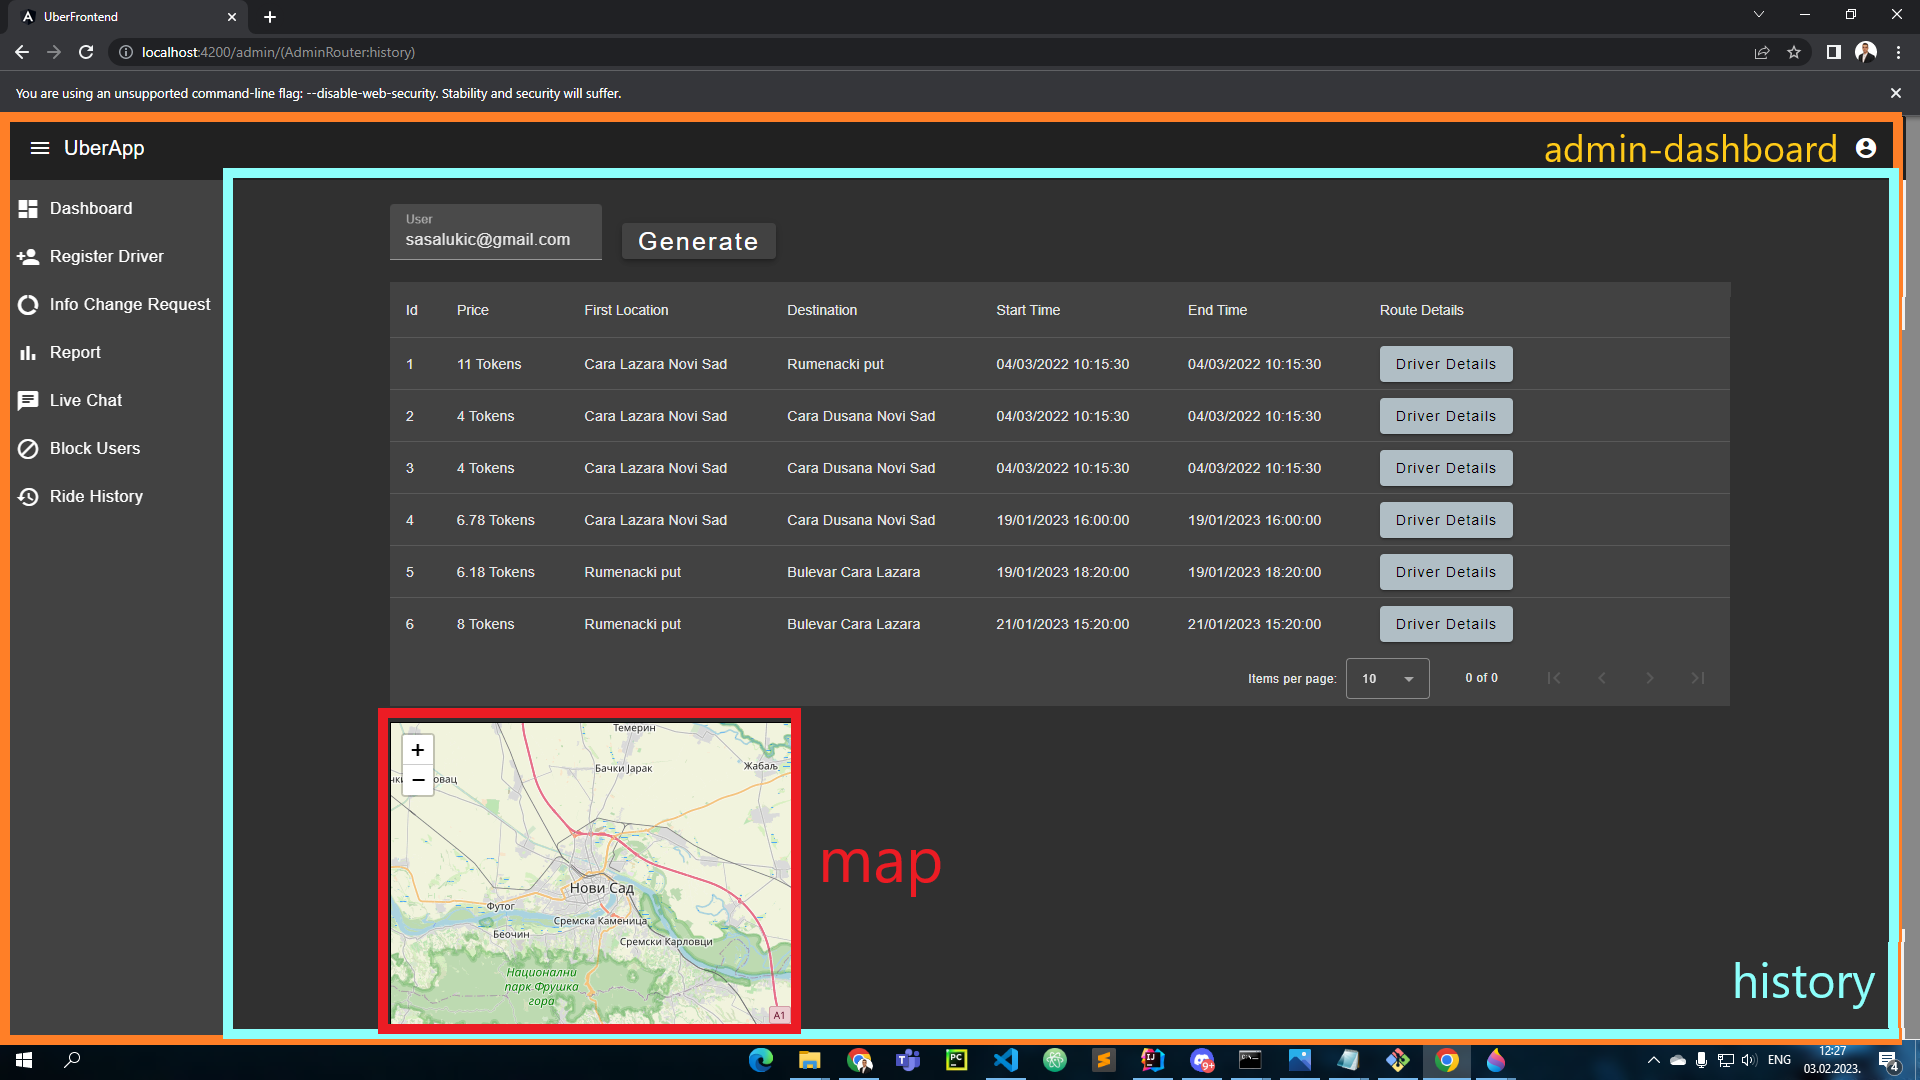 UberFrontend
localhost:4200/admin/(AdminRouter:history)
You are using an unsupported command-line flag: --disable-web-security. Stability and security will suffer.
UberApp
admin-dashboard
Dashboard
Register Driver
Info Change Request
Report
Live Chat
Block Users
Ride History
User
sasalukic@gmail.com
Generate
Id Price First Location Destination Start Time End Time Route Details
1 11 Tokens Cara Lazara Novi Sad Rumenacki put 04/03/2022 10:15:30 04/03/2022 10:15:30 Driver Details
2 4 Tokens Cara Lazara Novi Sad Cara Dusana Novi Sad 04/03/2022 10:15:30 04/03/2022 10:15:30 Driver Details
3 4 Tokens Cara Lazara Novi Sad Cara Dusana Novi Sad 04/03/2022 10:15:30 04/03/2022 10:15:30 Driver Details
4 6.78 Tokens Cara Lazara Novi Sad Cara Dusana Novi Sad 19/01/2023 16:00:00 19/01/2023 16:00:00 Driver Details
5 6.18 Tokens Rumenacki put Bulevar Cara Lazara 19/01/2023 18:20:00 19/01/2023 18:20:00 Driver Details
6 8 Tokens Rumenacki put Bulevar Cara Lazara 21/01/2023 15:20:00 21/01/2023 15:20:00 Driver Details
Items per page: 10 0 of 0
+
−
Темерин
Бачки Јарак
Жабаљ
Нови Сад
Футог
Сремска Каменица
Беочин
Сремски Карловци
Национални
парк Фрушка
гора
A1
map
history
ENG
12:27
03.02.2023.
4